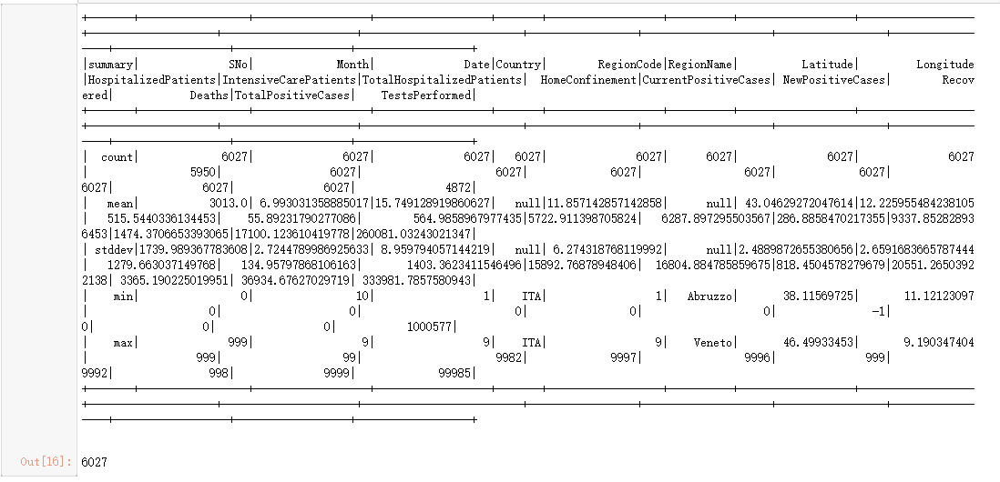 |summary| SNo| Month| Date|Country| RegionCode|RegionName| Latitude| Longitude
|HospitalizedPatients|IntensiveCarePatients|TotalHospitalizedPatients| HomeConfinement|CurrentPositiveCases| NewPositiveCases| Recov
ered| Deaths|TotalPositiveCases| TestsPerformed|
| count| 6027| 6027| 6027| 6027| 6027| 6027| 6027| 6027
| 5950| 6027| 6027| 6027| 6027| 6027|
6027| 6027| 6027| 4872|
| mean| 3013.0| 6.993031358885017|15.749128919860627| null|11.857142857142858| null| 43.04629272047614|12.225955484238105
| 515.5440336134453| 55.89231790277086| 564.9858967977435|5722.911398705824| 6287.897295503567|286.8858470217355|9337.85282893
6453|1474.3706653393065|17100.123610419778|260081.03243021347|
| stddev|1739.989367783608|2.7244789986925633| 8.959794057144219| null| 6.274318768119992| null|2.4889872655380656|2.6591683665787444
| 1279.663037149768| 134.95797868106163| 1403.3623411546496|15892.76878948406| 16804.884785859675|818.4504578279679|20551.2650392
2138| 3365.190225019951| 36934.67627029719| 333981.7857580943|
| min| 0| 10| 1| ITA| 1| Abruzzo| 38.11569725| 11.12123097
| 0| 0| 0| 0| 0| -1|
0| 0| 0| 1000577|
| max| 999| 9| 9| ITA| 9| Veneto| 46.49933453| 9.190347404
| 999| 99| 9982| 9997| 9996| 999|
9992| 998| 9999| 99985|
Out[16]: 6027